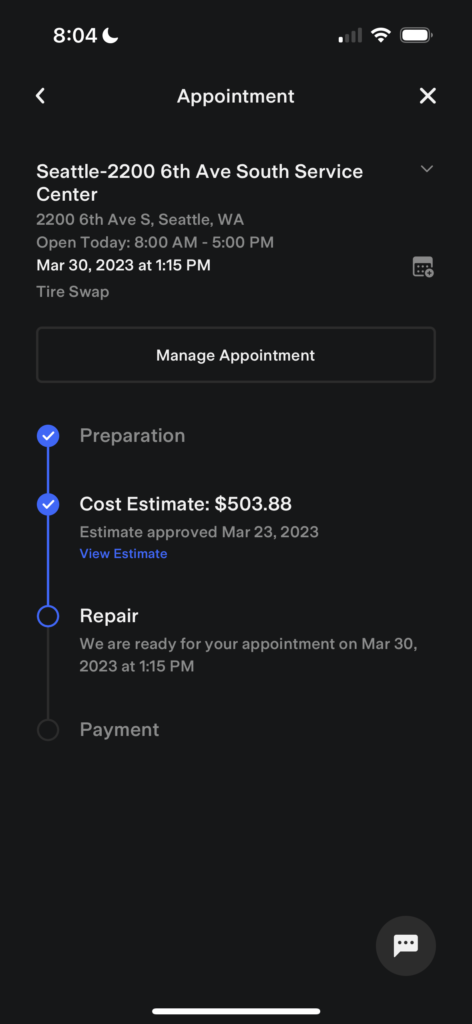 8:04
Appointment
Seattle-2200 6th Ave South Service
Center
2200 6th Ave S, Seattle, WA
Open Today: 8:00 AM - 5:00 PM
Mar 30, 2023 at 1:15 PM
Tire Swap
Manage Appointment
Preparation
Cost Estimate: $503.88
Estimate approved Mar 23, 2023
View Estimate
Repair
We are ready for your appointment on Mar 30,
2023 at 1:15 PM
Payment